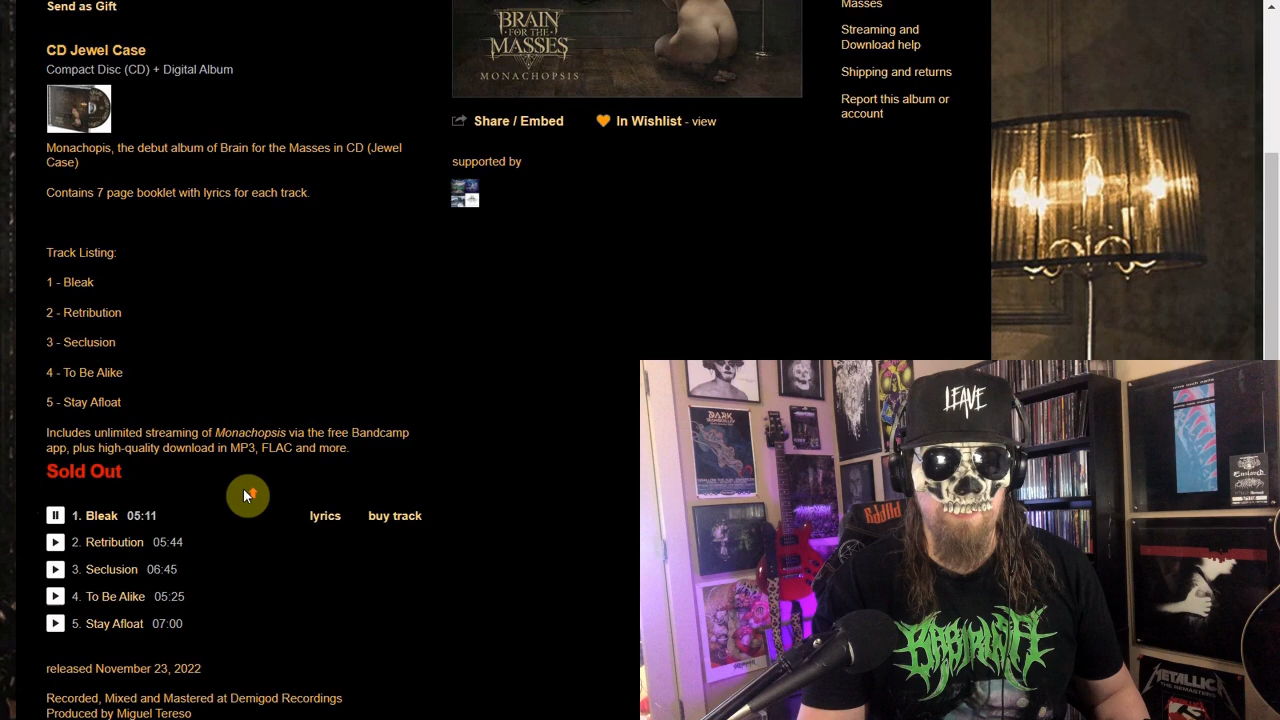 Send as Gift
CD Jewel Case
Compact Disc (CD) + Digital Album
Monachopis, the debut album of Brain for the Masses in CD (Jewel
Case)
Contains 7 page booklet with lyrics for each track.
Track Listing:
1 - Bleak
2 - Retribution
3 - Seclusion
4 - To Be Alike
5 - Stay Afloat
Includes unlimited streaming of Monachopsis via the free Bandcamp
app, plus high-quality download in MP3, FLAC and more.
Sold Out
1. Bleak 05:11 lyrics buy track
2. Retribution 05:44
3. Seclusion 06:45
4. To Be Alike 05:25
5. Stay Afloat 07:00
released November 23, 2022
Recorded, Mixed and Mastered at Demigod Recordings
Produced by Miguel Tereso
BRAIN
FOR THE
MASSES
MONACHOPSIS
Share / Embed
In Wishlist - view
supported by
Masses
Streaming and
Download help
Shipping and returns
Report this album or
account
LEAVE
DARK
TRANQUILLITY
BABIRUSA
METALLICA
THE REMASTERS